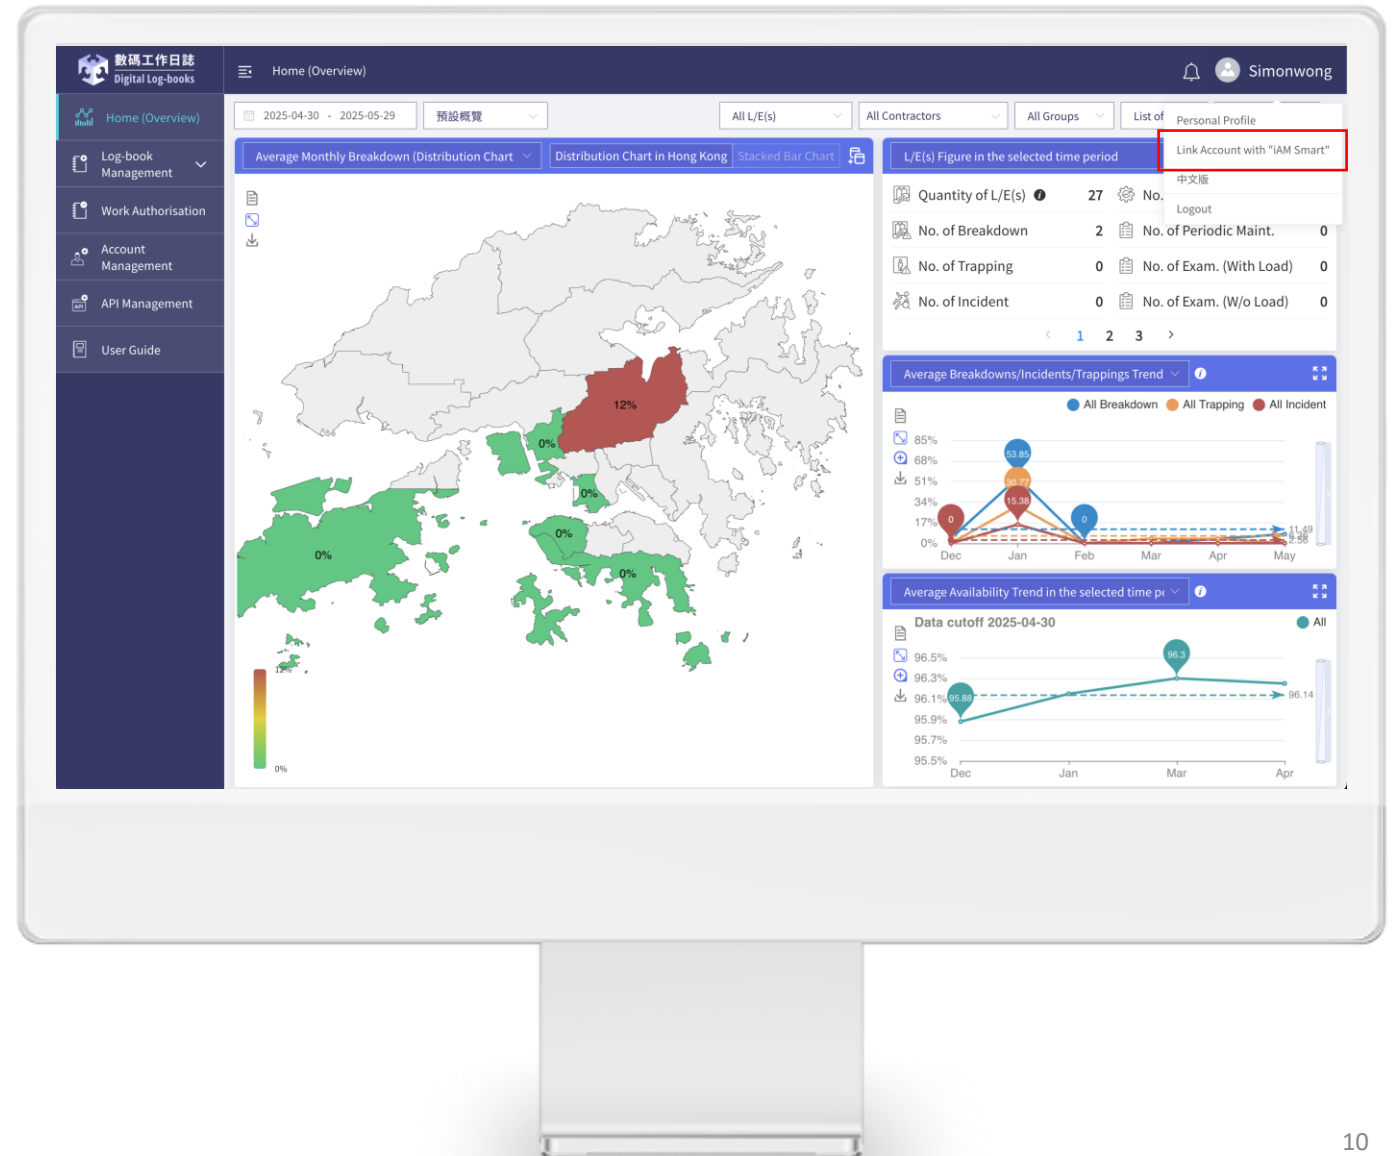 數碼工作日誌
Digital Log-books
Home (Overview)
Simonwong
Home (Overview)
Log-book
Management
Work Authorisation
Account
Management
API Management
User Guide
2025-04-30 - 2025-05-29
預設概覽
All L/E(s)
All Contractors
All Groups
List of
Personal Profile
Link Account with "iAM Smart"
中文版
Logout
Average Monthly Breakdown (Distribution Chart
Distribution Chart in Hong Kong
Stacked Bar Chart
12%
0%
0%
0%
0%
0%
12%
0%
L/E(s) Figure in the selected time period
Quantity of L/E(s) 27
No.
No. of Breakdown 2
No. of Periodic Maint. 0
No. of Trapping 0
No. of Exam. (With Load) 0
No. of Incident 0
No. of Exam. (W/o Load) 0
< 1 2 3 >
Average Breakdowns/Incidents/Trappings Trend
All Breakdown All Trapping All Incident
85%
68%
51%
34%
17%
0%
53.85
30.77
15.38
0
0
11.49
2.56
Dec Jan Feb Mar Apr May
Average Availability Trend in the selected time pe
Data cutoff 2025-04-30
All
96.5%
96.3%
96.1%
95.9%
95.7%
95.5%
95.88
96.3
96.14
Dec Jan Mar Apr
10